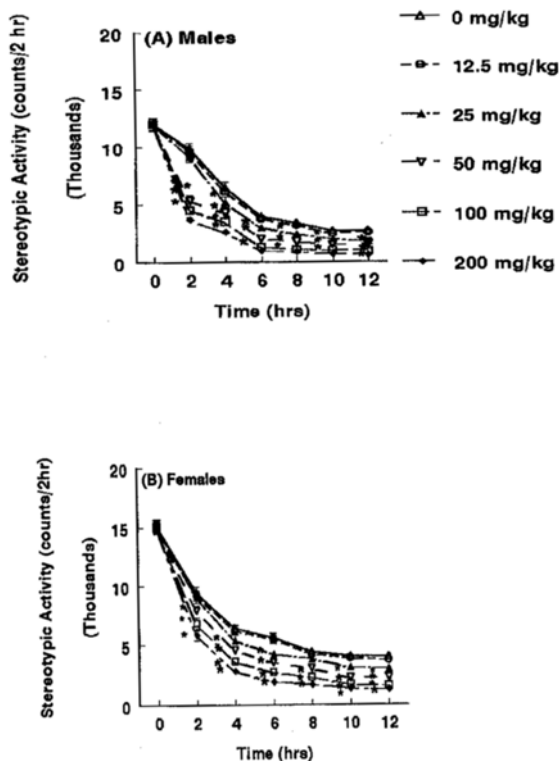 (A) Males
Stereotypic Activity (counts/2 hr)
(Thousands)
20
15
10
5
0
0 2 4 6 8 10 12
Time (hrs)
0 mg/kg
12.5 mg/kg
25 mg/kg
50 mg/kg
100 mg/kg
200 mg/kg
(B) Females
Stereotypic Activity (counts/2hr)
(Thousands)
20
15
10
5
0
0 2 4 6 8 10 12
Time (hrs)